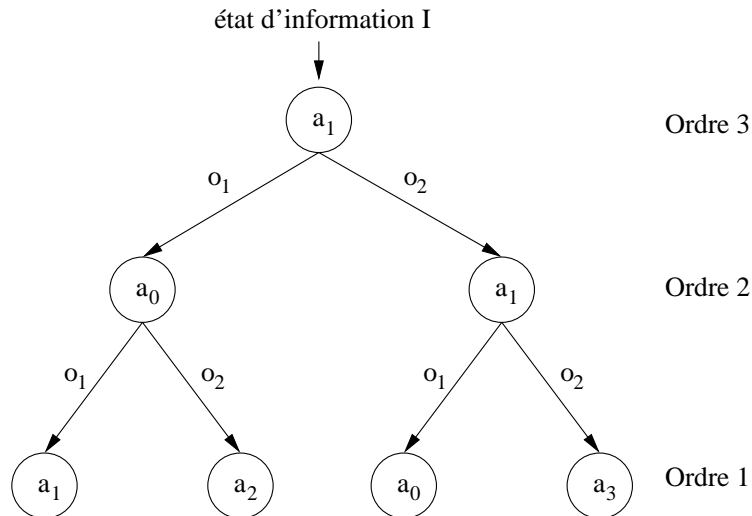 état d'information I
a1
Ordre 3
o1 o2
a0 a1
Ordre 2
o1 o2 o1 o2
a1 a2 a0 a3
Ordre 1